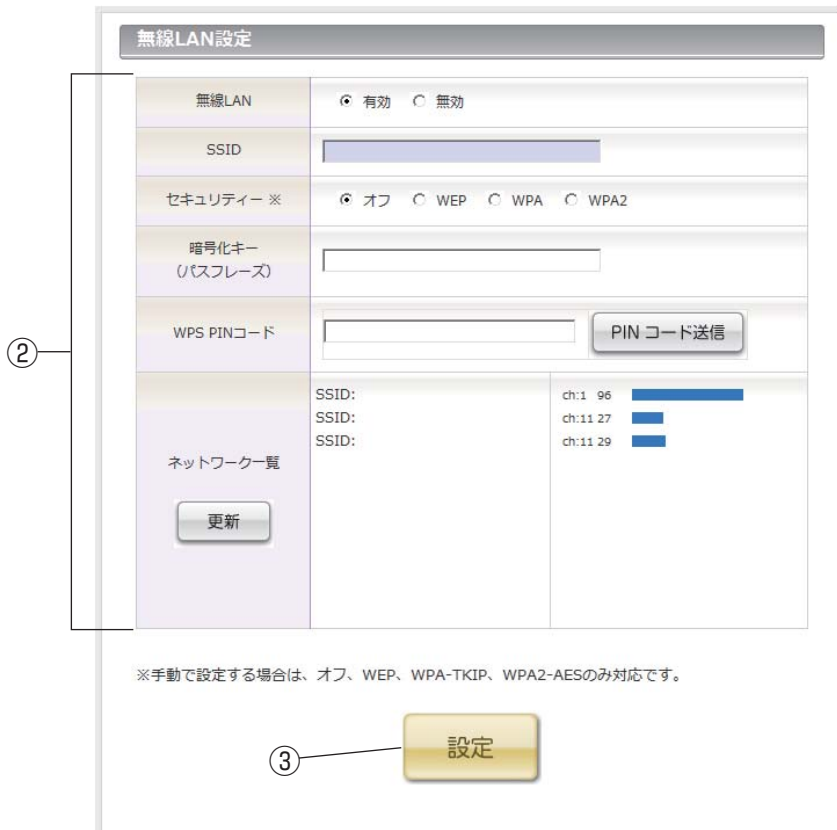 無線LAN設定
無線LAN
有効 無効
SSID
セキュリティー ※
オフ WEP WPA WPA2
暗号化キー
（パスフレーズ）
WPS PINコード
PIN コード送信
②
ネットワーク一覧
更新
SSID: ch:1 96
SSID: ch:11 27
SSID: ch:11 29
※手動で設定する場合は、オフ、WEP、WPA-TKIP、WPA2-AESのみ対応です。
③
設定